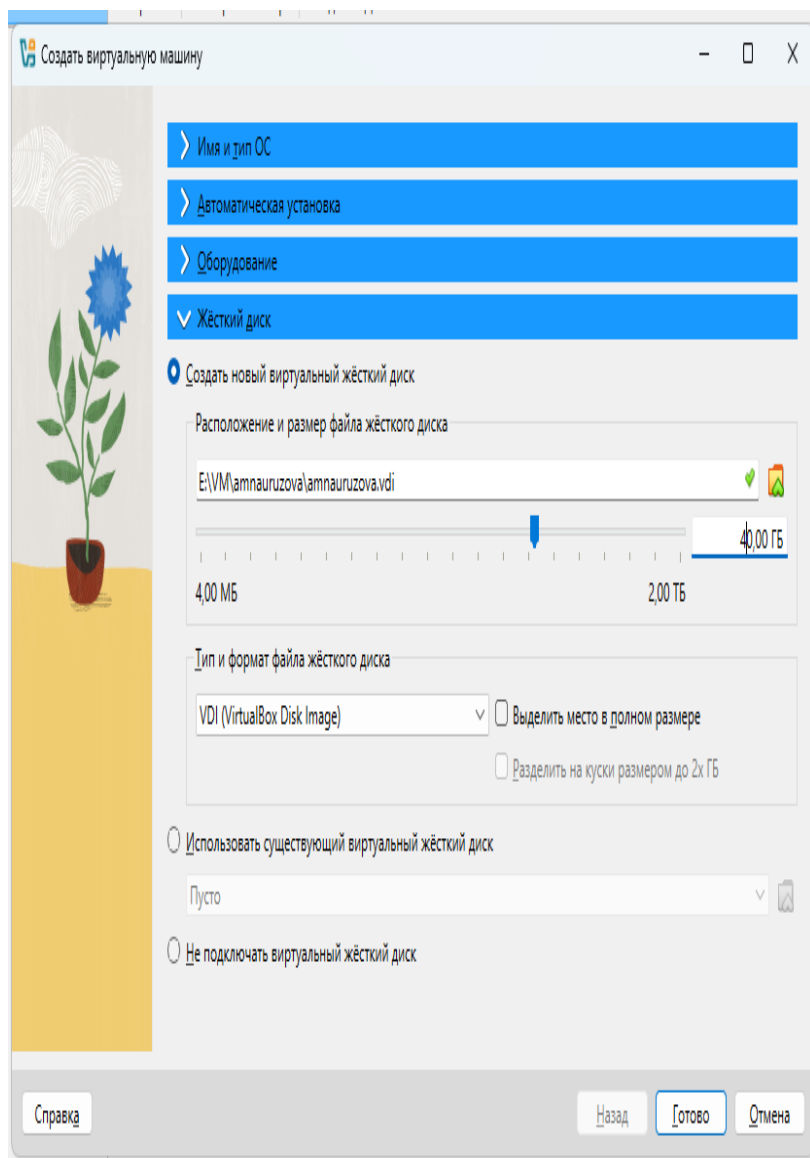 Создать виртуальную машину
Имя и тип ОС
Автоматическая установка
Оборудование
Жёсткий диск
Создать новый виртуальный жёсткий диск
Расположение и размер файла жёсткого диска
E:\VM\amnauruzova\amnauruzova.vdi
40,00 ГБ
4,00 МБ 2,00 ТБ
Тип и формат файла жёсткого диска
VDI (VirtualBox Disk Image) Выделить место в полном размере
Разделить на куски размером до 2х ГБ
Использовать существующий виртуальный жёсткий диск
Пусто
Не подключать виртуальный жёсткий диск
Справка Назад Готово Отмена